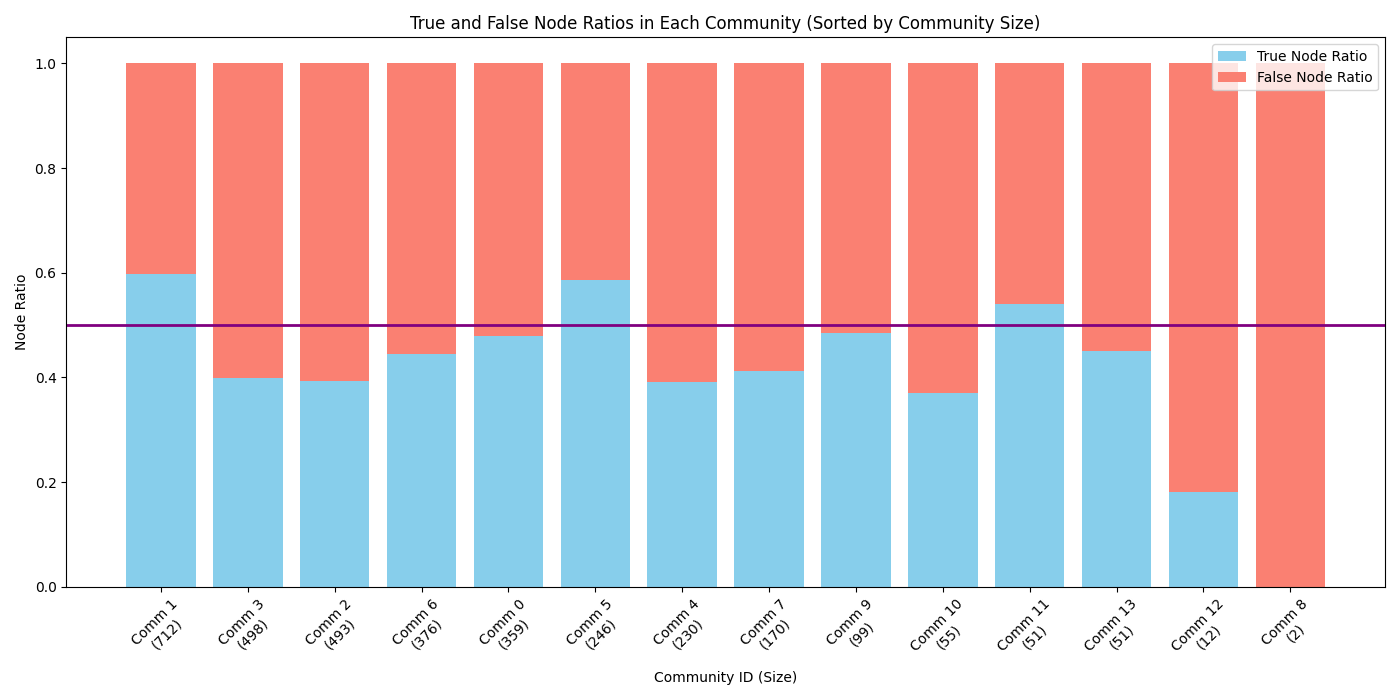 True and False Node Ratios in Each Community (Sorted by Community Size)
True Node Ratio
False Node Ratio
Node Ratio
1.0
0.8
0.6
0.4
0.2
0.0
Comm 1
(712)
Comm 3
(498)
Comm 2
(493)
Comm 6
(376)
Comm 0
(359)
Comm 5
(246)
Comm 4
(230)
Comm 7
(170)
Comm 9
(99)
Comm 10
(55)
Comm 11
(51)
Comm 13
(51)
Comm 12
(12)
Comm 8
(2)
Community ID (Size)